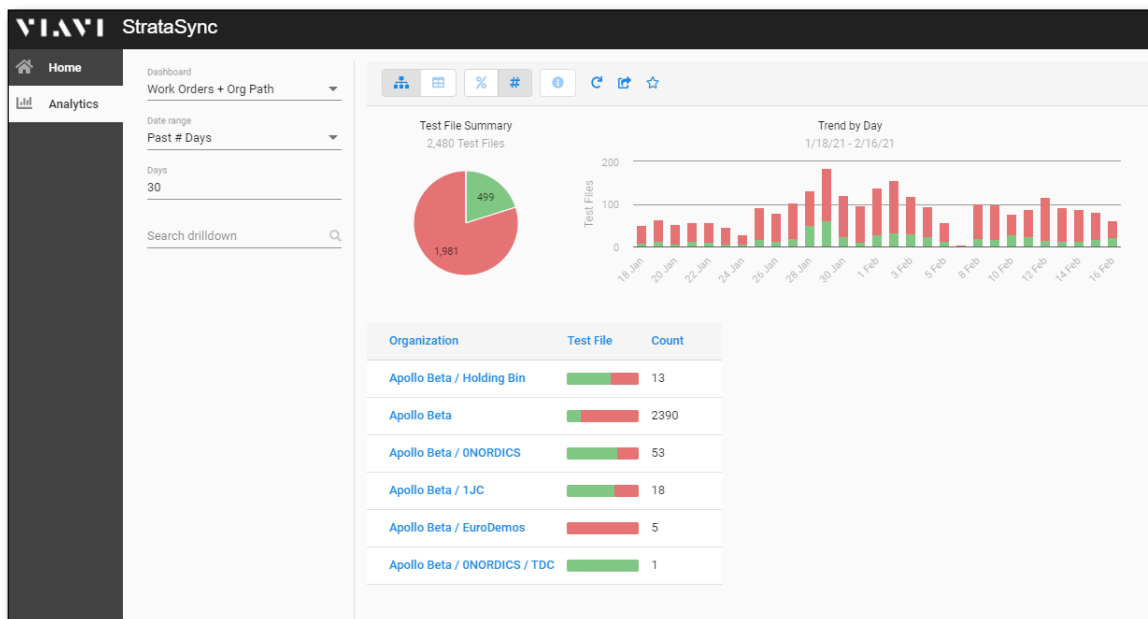 VIAVI StrataSync
Home
Analytics
Dashboard
Work Orders + Org Path
Date range
Past # Days
Days
30
Search drilldown
% #
Test File Summary
2,480 Test Files
499
1,981
Trend by Day
1/18/21 - 2/16/21
Test Files
200
100
0
18 Jan 20 Jan 22 Jan 24 Jan 26 Jan 28 Jan 30 Jan 1 Feb 3 Feb 5 Feb 8 Feb 10 Feb 12 Feb 14 Feb 16 Feb
Organization Test File Count
Apollo Beta / Holding Bin 13
Apollo Beta 2390
Apollo Beta / 0NORDICS 53
Apollo Beta / 1JC 18
Apollo Beta / EuroDemos 5
Apollo Beta / 0NORDICS / TDC 1